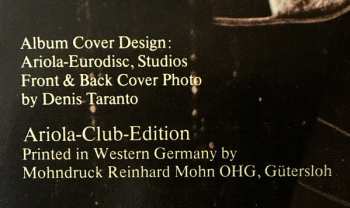 Album Cover Design:
Ariola-Eurodisc, Studios
Front & Back Cover Photo
by Denis Taranto
Ariola-Club-Edition
Printed in Western Germany by
Mohndruck Reinhard Mohn OHG, Gütersloh